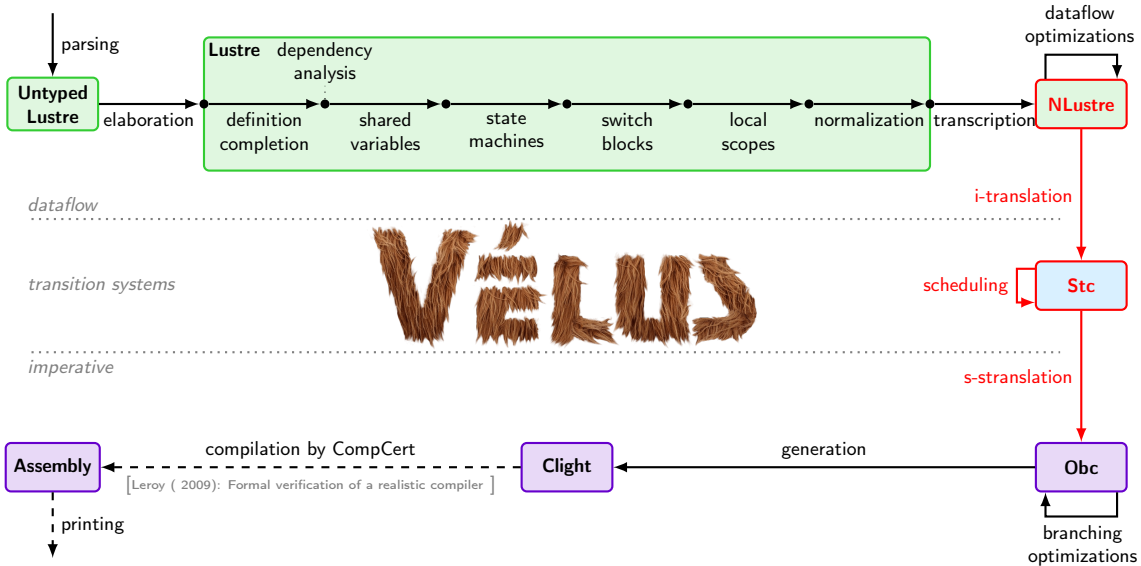 parsing
Untyped
Lustre
elaboration
Lustre
dependency
analysis
definition
completion
shared
variables
state
machines
switch
blocks
local
scopes
normalization
transcription
dataflow
optimizations
NLustre
i-translation
dataflow
VÉLUS
transition systems
scheduling
Stc
imperative
s-stranslation
Assembly
compilation by CompCert
[Leroy ( 2009): Formal verification of a realistic compiler ]
Clight
generation
Obc
printing
branching
optimizations